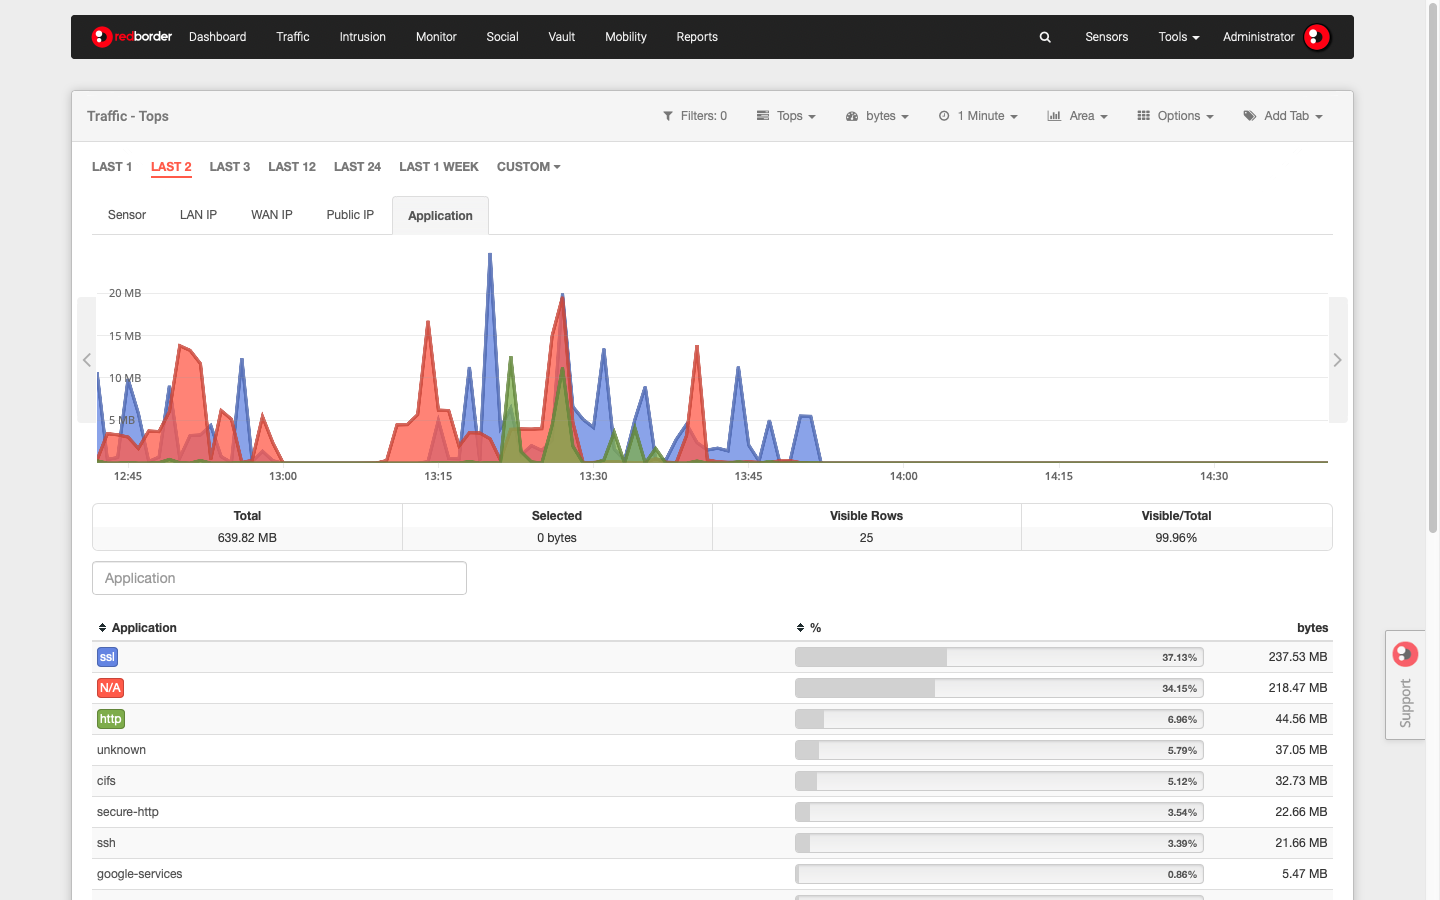 redborder Dashboard Traffic Intrusion Monitor Social Vault Mobility Reports Sensors Tools Administrator
Traffic - Tops Filters: 0 Tops bytes 1 Minute Area Options Add Tab
LAST 1 LAST 2 LAST 3 LAST 12 LAST 24 LAST 1 WEEK CUSTOM
Sensor LAN IP WAN IP Public IP Application
20 MB
15 MB
10 MB
5 MB
12:45 13:00 13:15 13:30 13:45 14:00 14:15 14:30
Total Selected Visible Rows Visible/Total
639.82 MB 0 bytes 25 99.96%
Application
Application % bytes
ssl 37.13% 237.53 MB
N/A 34.15% 218.47 MB
http 6.96% 44.56 MB
unknown 5.79% 37.05 MB
cifs 5.12% 32.73 MB
secure-http 3.54% 22.66 MB
ssh 3.39% 21.66 MB
google-services 0.86% 5.47 MB
Support